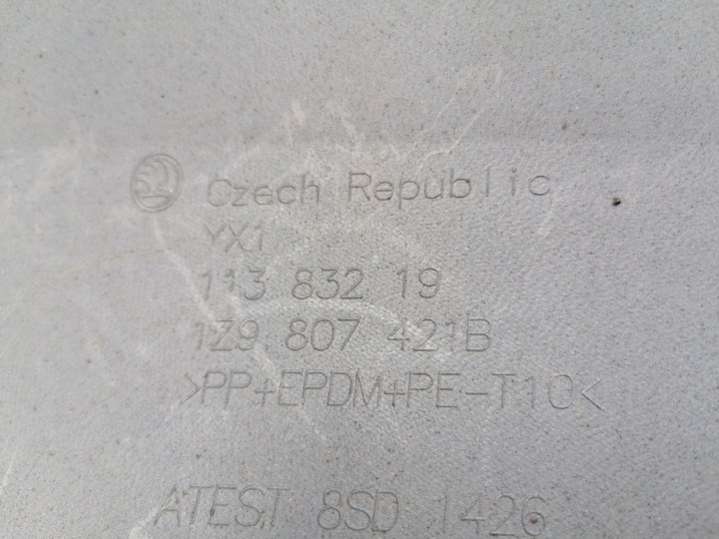 Czech Republic
YX1
113 832 19
1Z9 807 421B
>PP+EPDM+PE-T10<
ATEST 8SD 1426